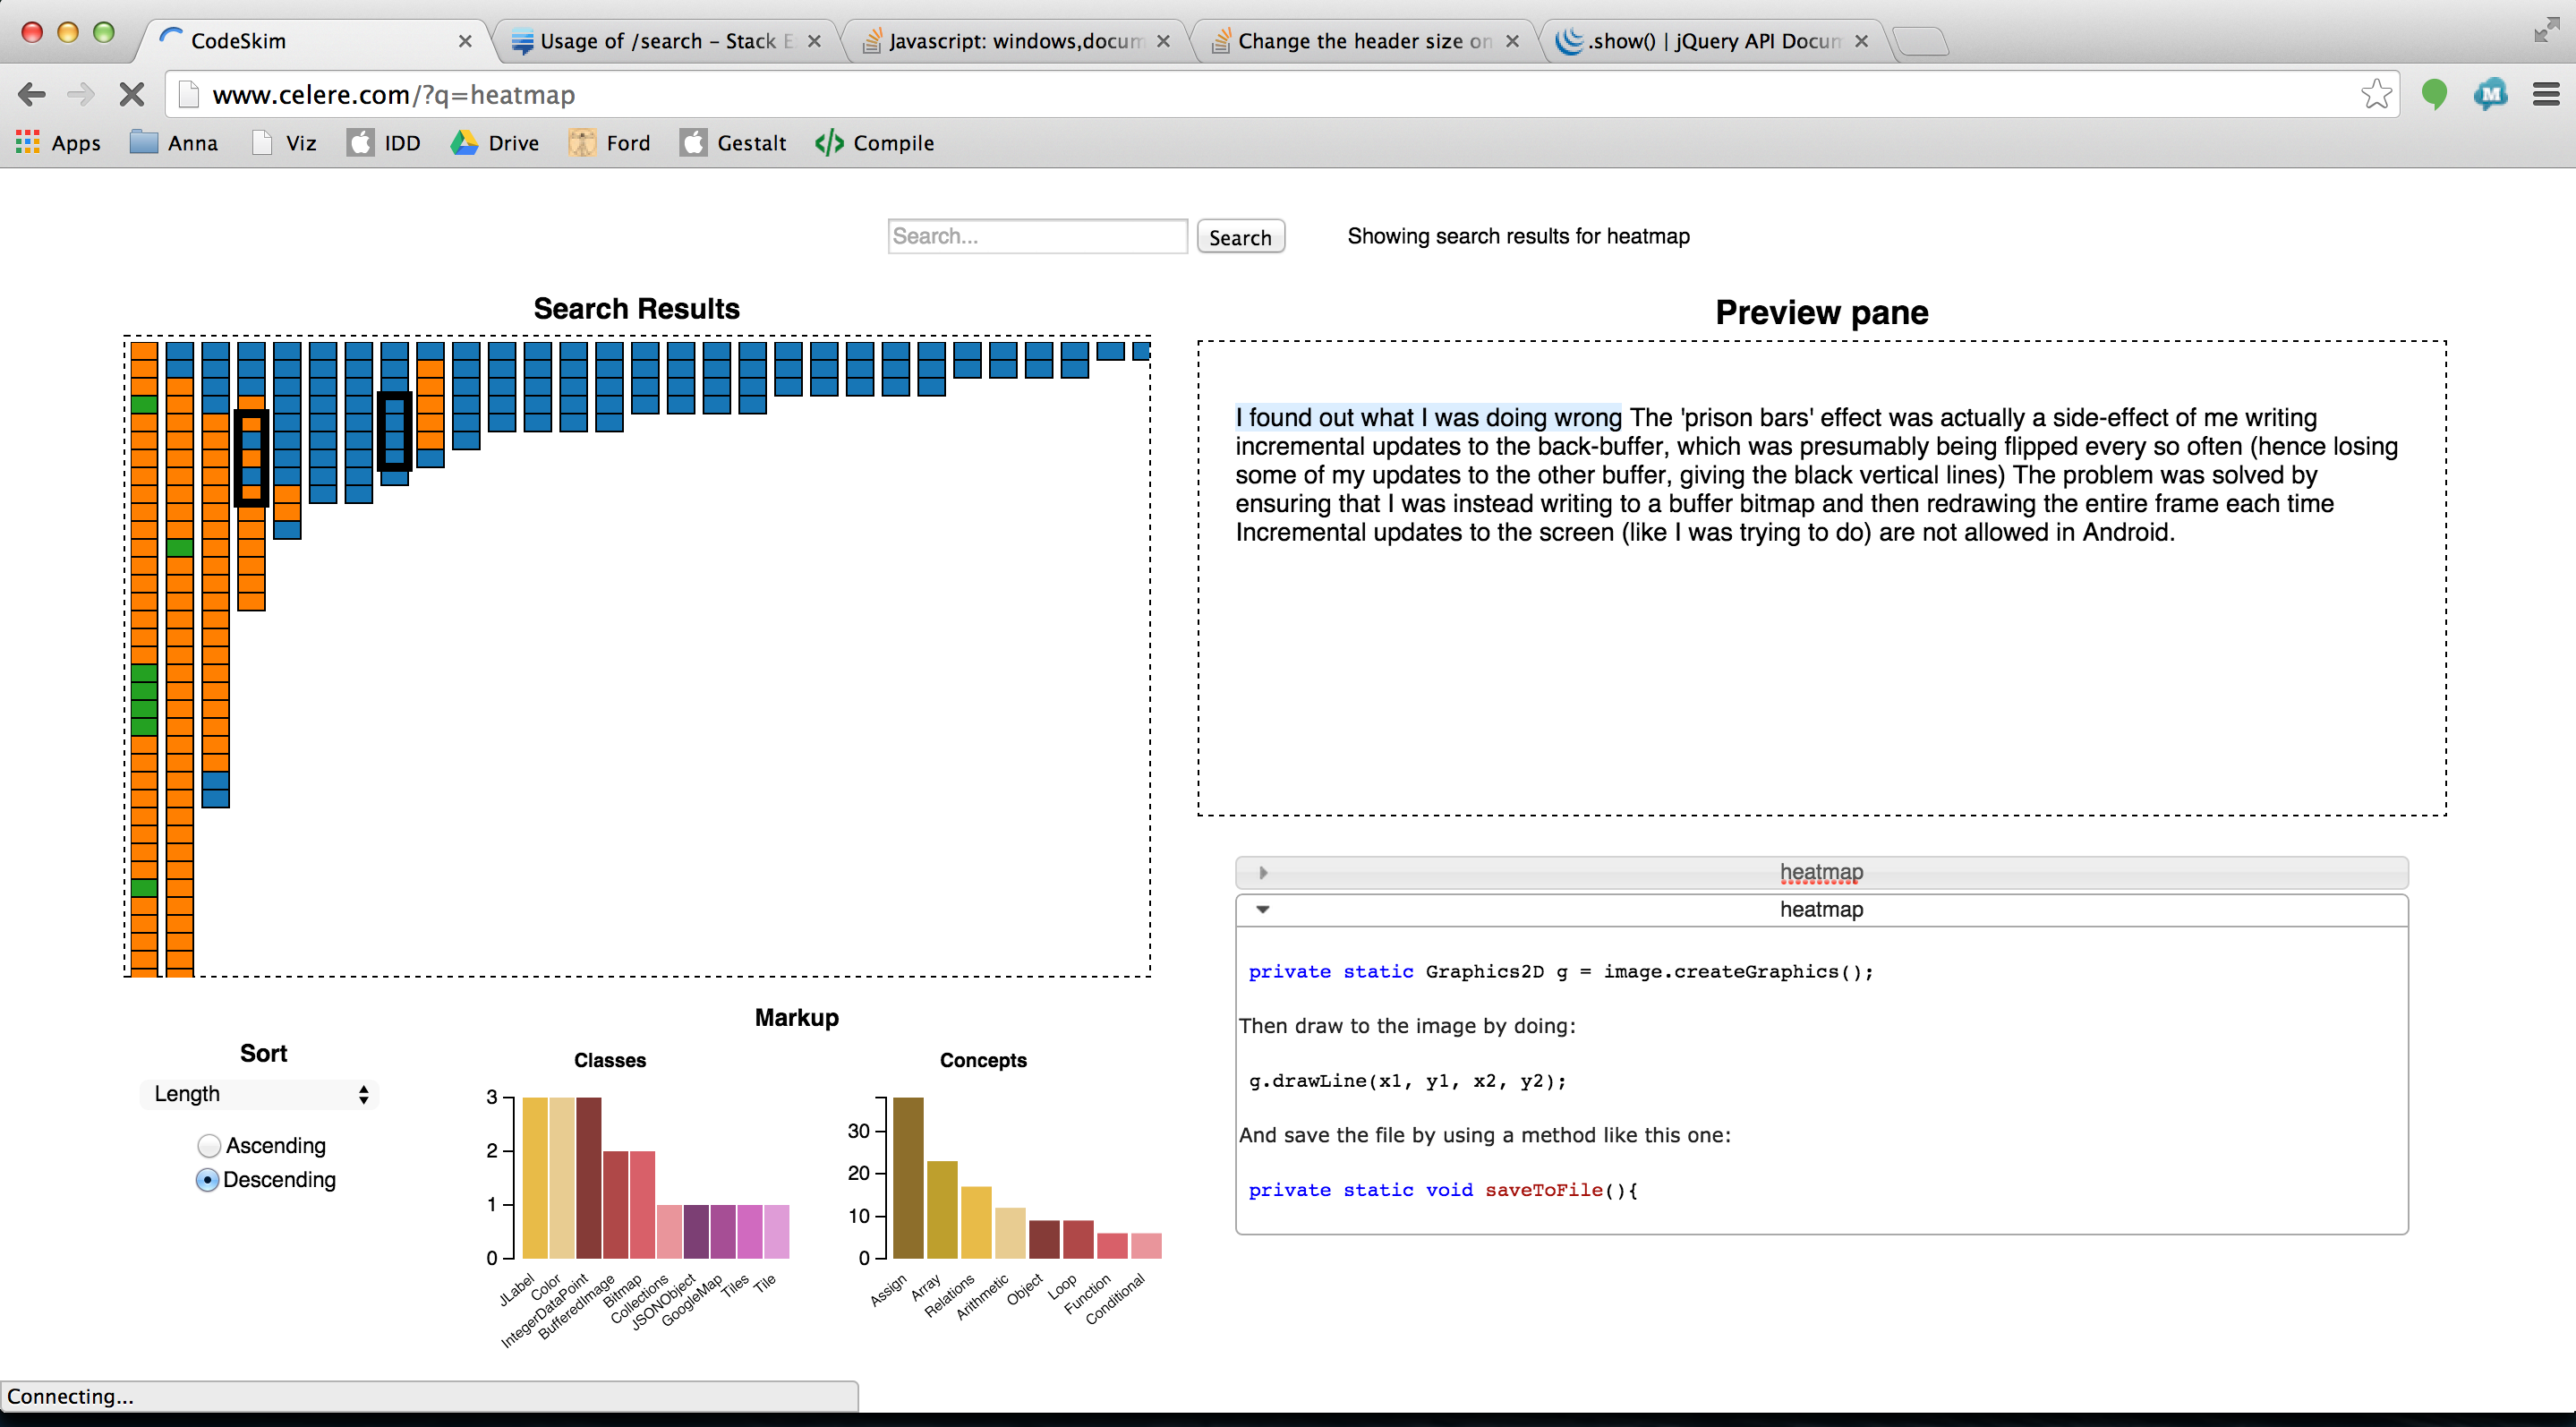 CodeSkim
Usage of /search – Stack E
Javascript: windows,docum
Change the header size on
.show() | jQuery API Docum
www.celere.com/?q=heatmap
M
Apps
Anna
Viz
IDD
Drive
Ford
Gestalt
Compile
Search...
Search
Showing search results for heatmap
Search Results
Preview pane
I found out what I was doing wrong The 'prison bars' effect was actually a side-effect of me writing
incremental updates to the back-buffer, which was presumably being flipped every so often (hence losing
some of my updates to the other buffer, giving the black vertical lines) The problem was solved by
ensuring that I was instead writing to a buffer bitmap and then redrawing the entire frame each time
Incremental updates to the screen (like I was trying to do) are not allowed in Android.
heatmap
heatmap
private static Graphics2D g = image.createGraphics();
Then draw to the image by doing:
g.drawLine(x1, y1, x2, y2);
And save the file by using a method like this one:
private static void saveToFile(){
Markup
Sort
Length
Ascending
Descending
Classes
3
2
1
0
JLabel
Color
IntegerDataPoint
BufferedImage
Bitmap
Collections
JSONObject
GoogleMap
Tiles
Tile
Concepts
30
20
10
0
Assign
Array
Relations
Arithmetic
Object
Loop
Function
Conditional
Connecting...